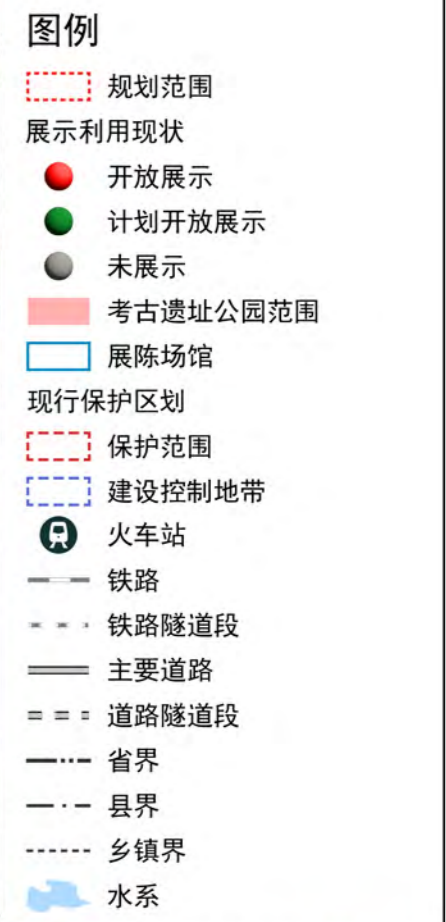 图例
规划范围
展示利用现状
开放展示
计划开放展示
未展示
考古遗址公园范围
展陈场馆
现行保护区划
保护范围
建设控制地带
火车站
铁路
铁路隧道段
主要道路
道路隧道段
省界
县界
乡镇界
水系